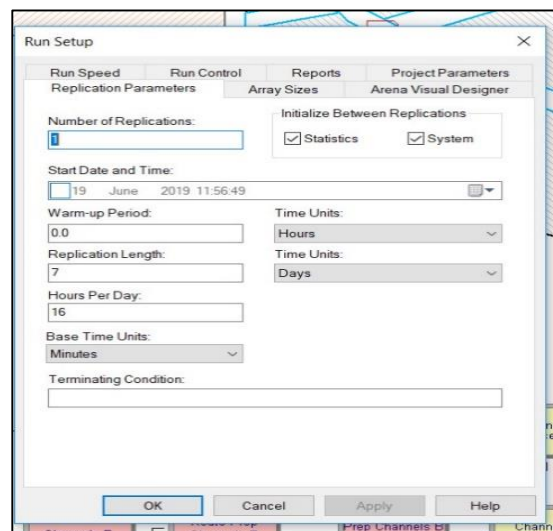 Run Setup
Run Speed Run Control Reports Project Parameters
Replication Parameters Array Sizes Arena Visual Designer
Number of Replications:
1
Initialize Between Replications
Statistics System
Start Date and Time:
19 June 2019 11:56:49
Warm-up Period: Time Units:
0.0 Hours
Replication Length: Time Units:
7 Days
Hours Per Day:
16
Base Time Units:
Minutes
Terminating Condition:
OK Cancel Apply Help
Prep Channels B